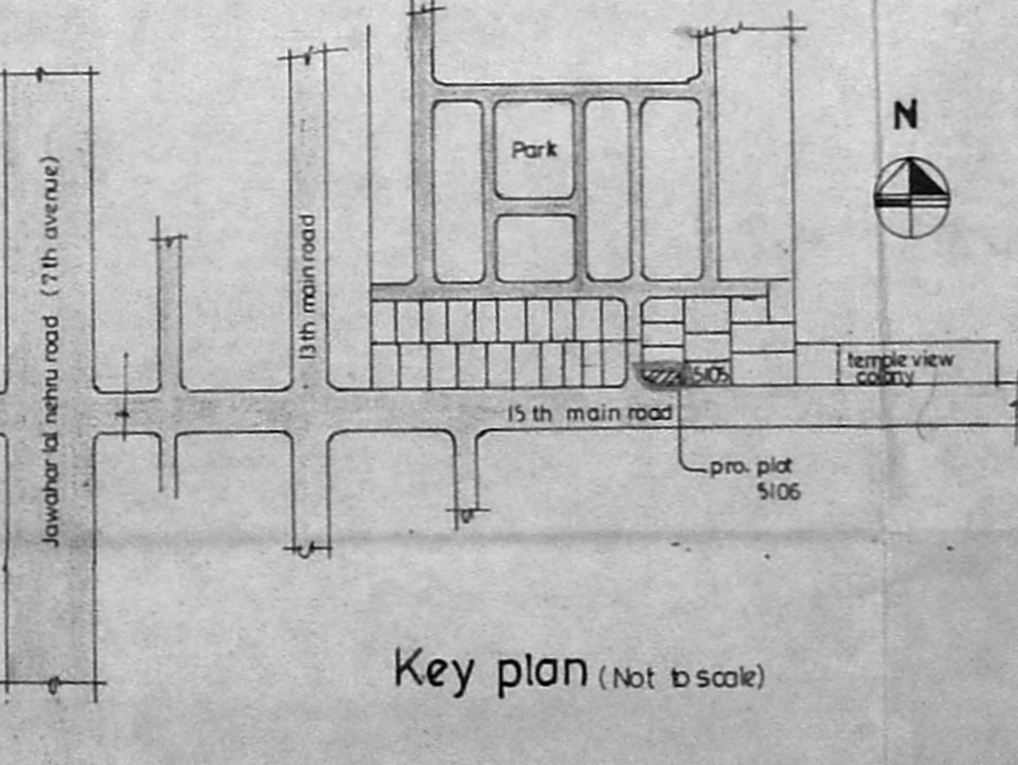 N
Park
Jawahar lal nehru road (7th avenue)
13th main road
temple view
colony
5105
15 th main road
pro. plot
5106
Key plan (Not to scale)